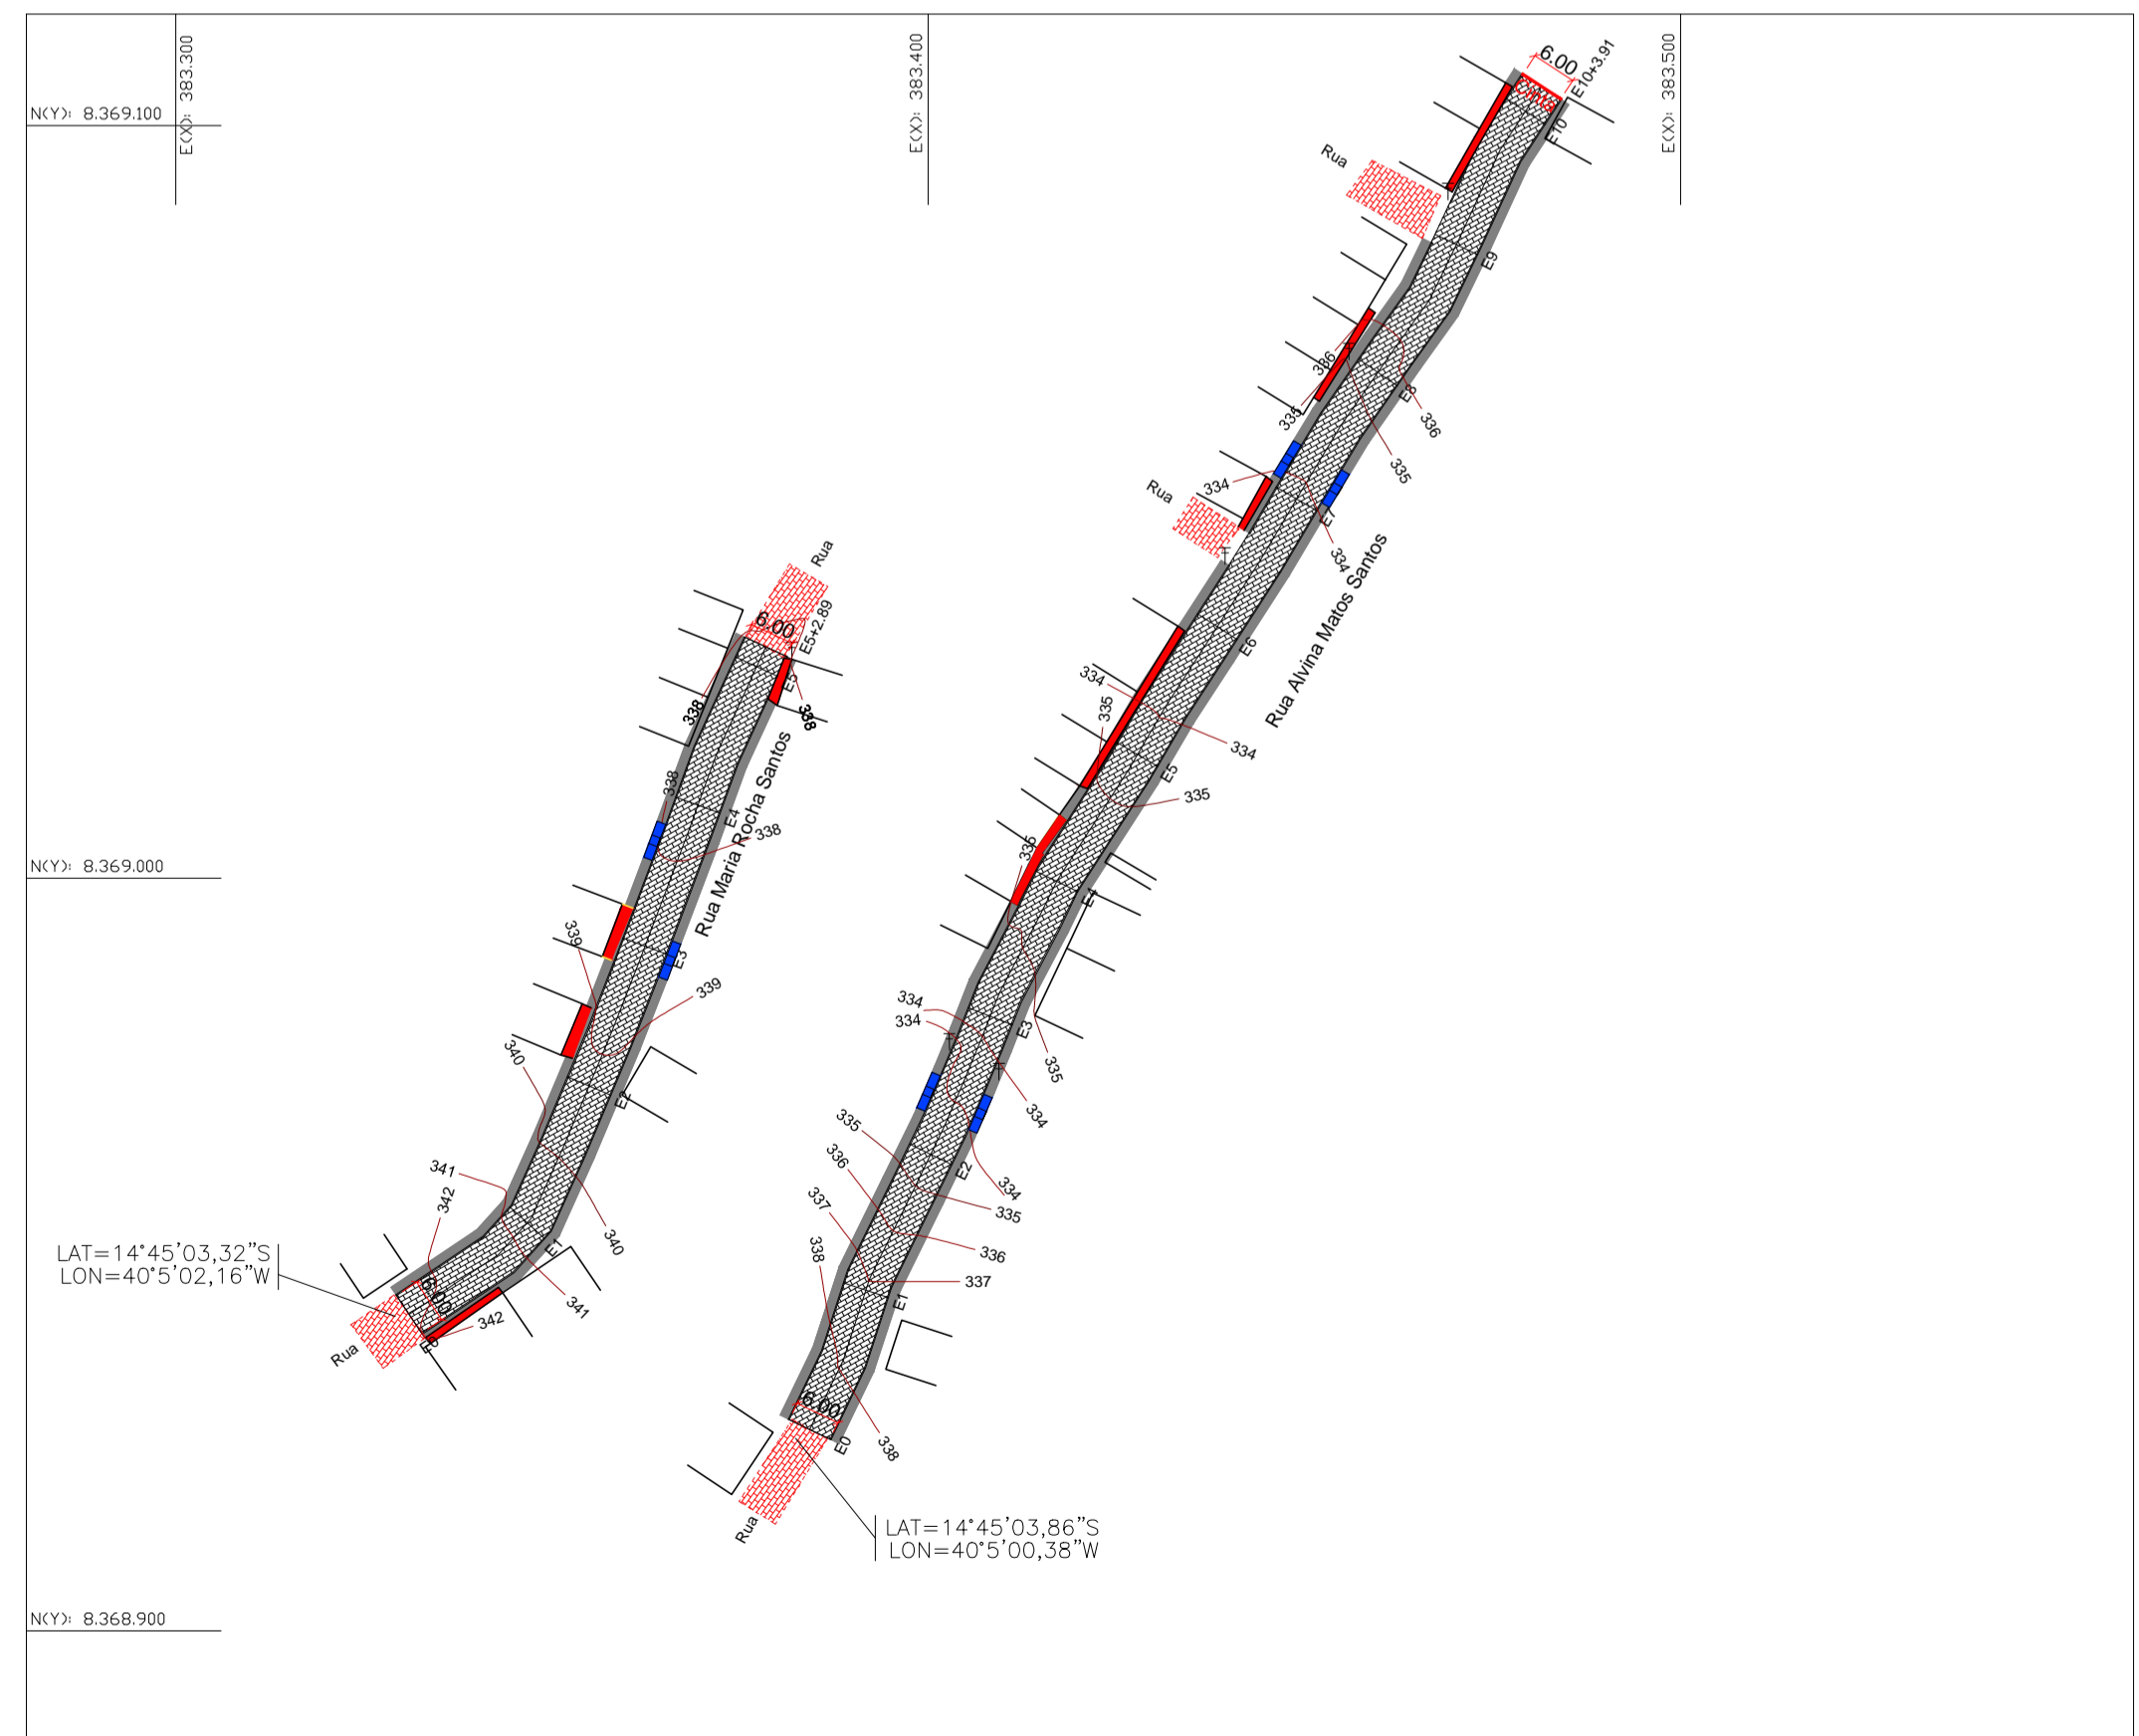 E(X): 383.300
E(X): 383.400
E(X): 383.500
N(Y): 8.369.100
6.00
E10+3.91
Cinta
E10
Rua
E9
336
335
E8
336
335
334
Rua
E7
334
Rua Alvina Matos Santos
Rua
6.00
E5+2.89
E5
338
338
E6
334
335
334
E5
335
338
E4
338
Rua Maria Rocha Santos
335
N(Y): 8.369.000
E4
339
E3
339
334
334
E3
340
335
E2
334
335
336
E2
341
342
337
334
335
340
338
336
E1
LAT=14°45'03,32"S
LON=40°5'02,16"W
337
6.00
E1
341
342
E0
Rua
6.00
E0
338
Rua
LAT=14°45'03,86"S
LON=40°5'00,38"W
N(Y): 8.368.900